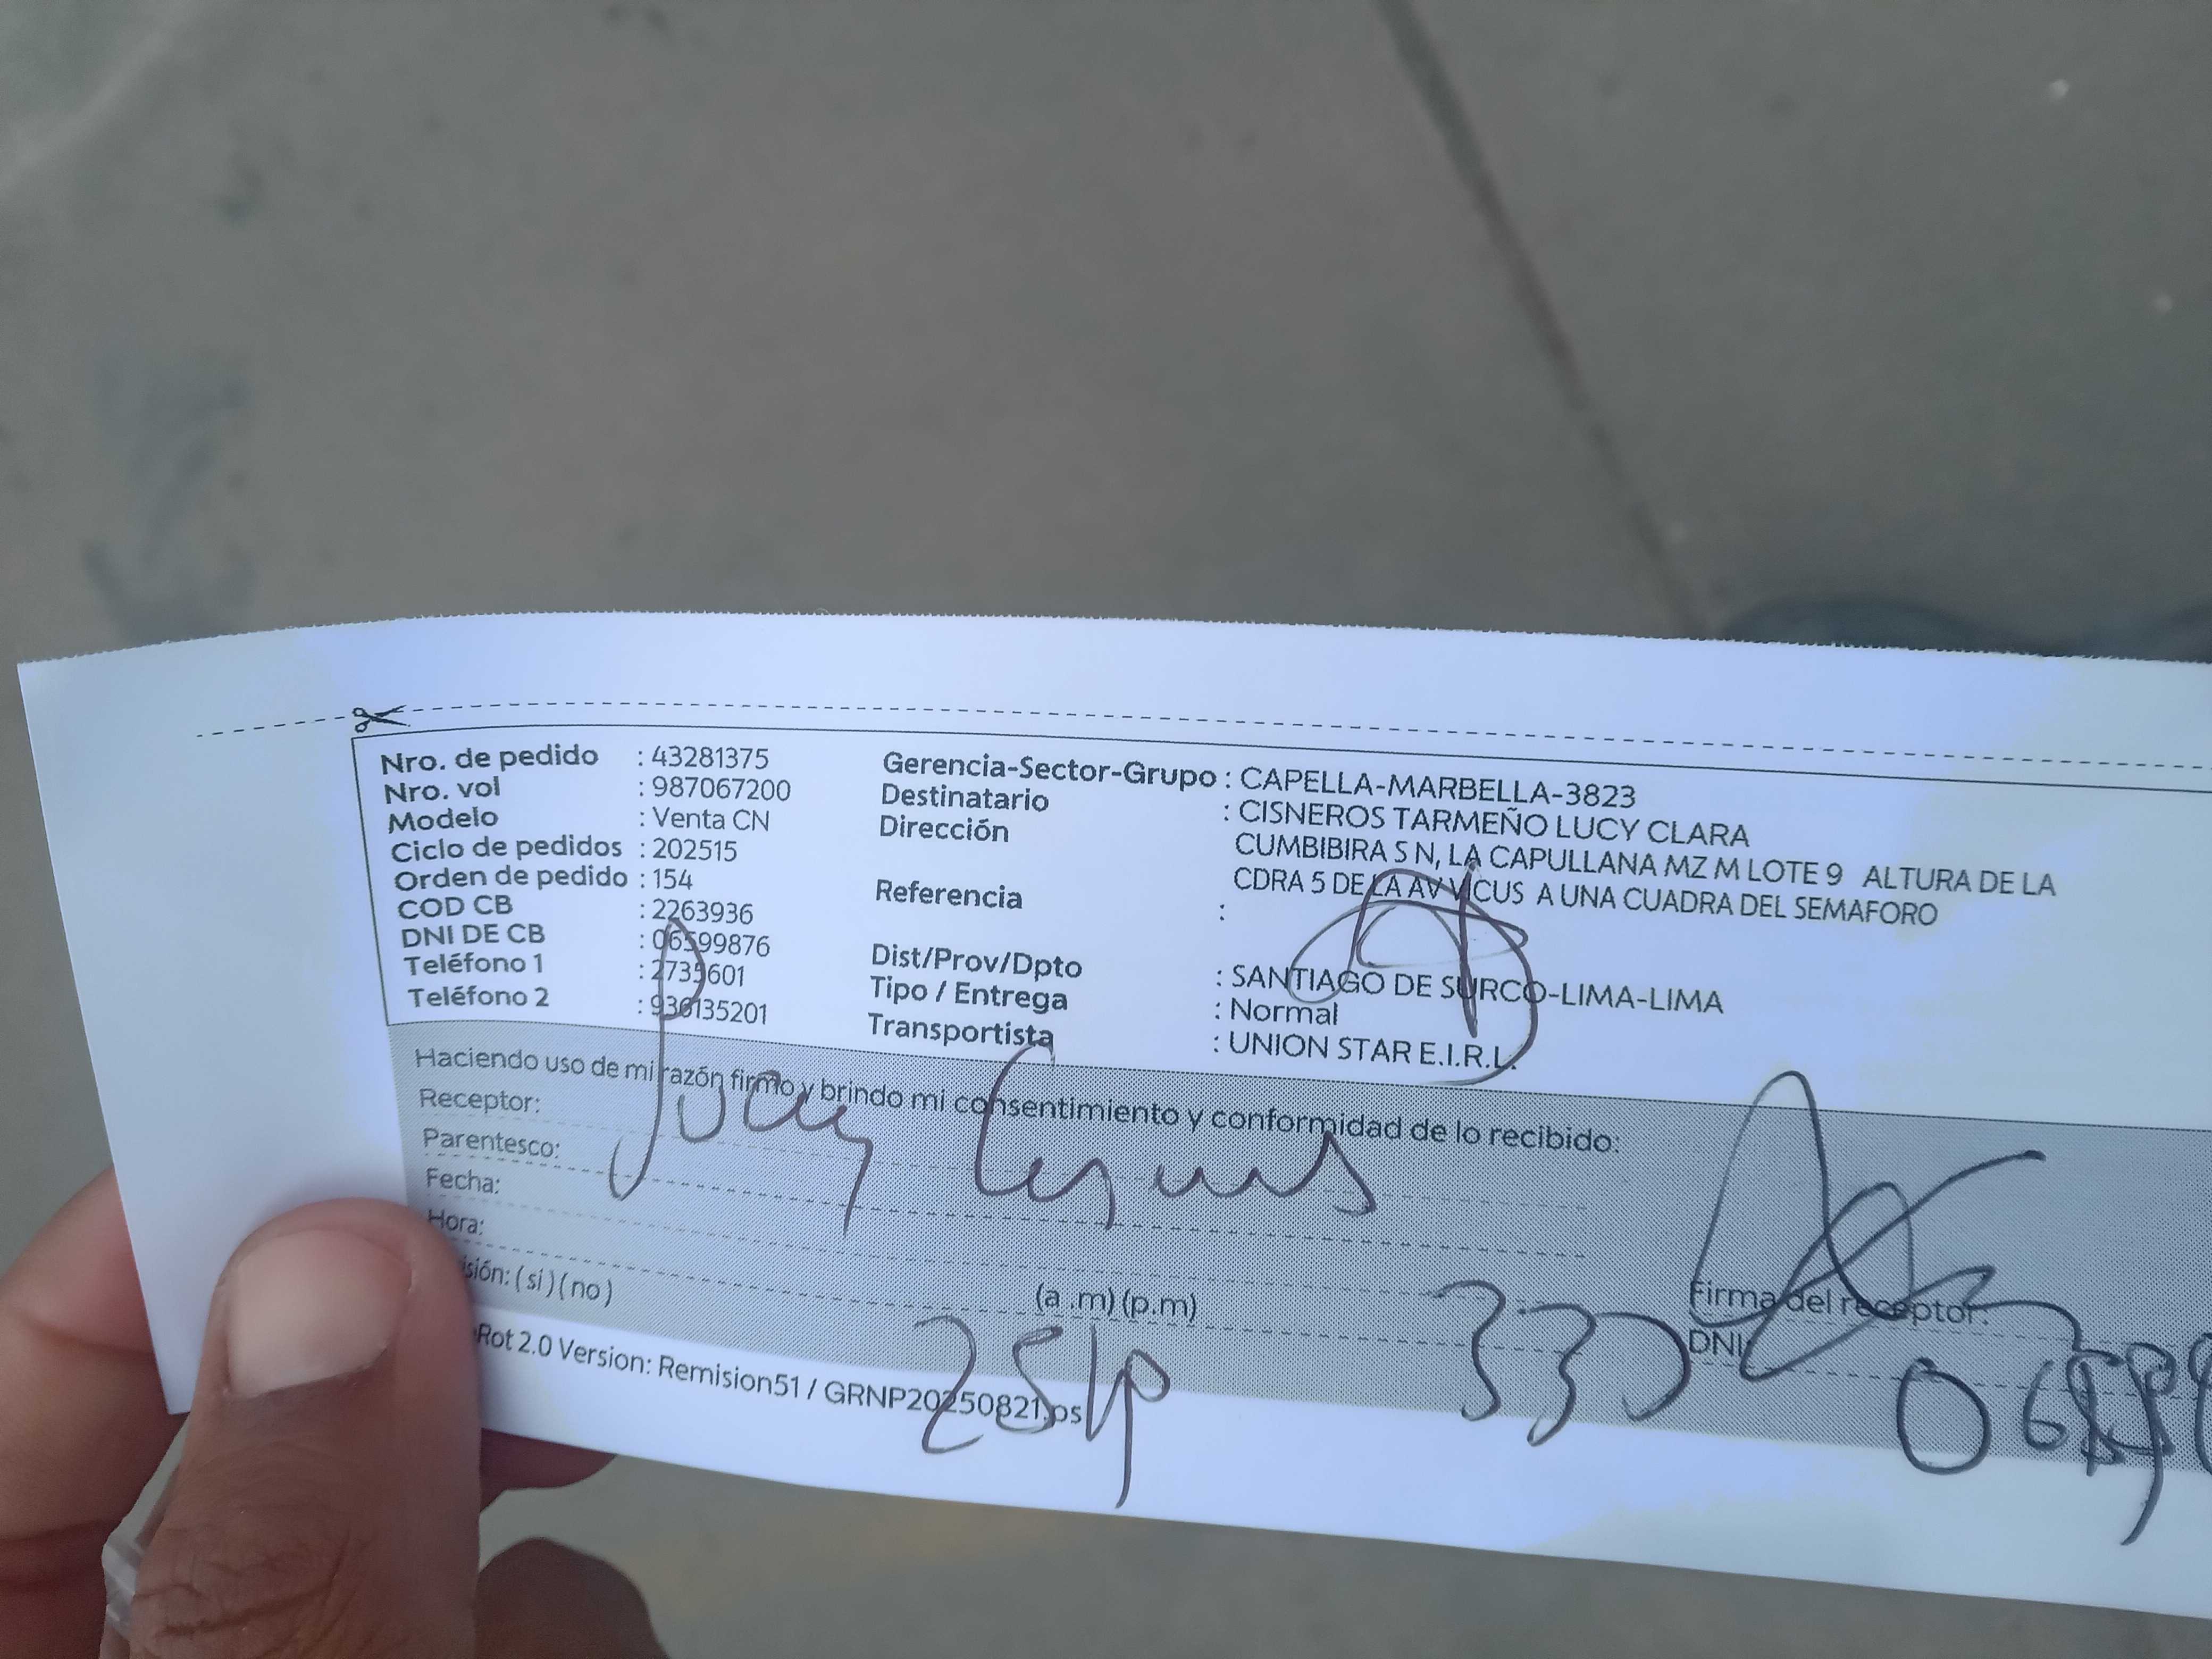 Nro. de pedido : 43281375
Nro. vol : 987067200
Modelo : Venta CN
Ciclo de pedidos : 202515
Orden de pedido : 154
COD CB : 2263936
DNI DE CB : 06599876
Teléfono 1 : 2735601
Teléfono 2 : 936135201
Gerencia-Sector-Grupo : CAPELLA-MARBELLA-3823
Destinatario : CISNEROS TARMEÑO LUCY CLARA
Dirección CUMBIBIRA S N, LA CAPULLANA MZ M LOTE 9 ALTURA DE LA
CDRA 5 DE LA AV VICUS A UNA CUADRA DEL SEMAFORO
Referencia :
Dist/Prov/Dpto : SANTIAGO DE SURCO-LIMA-LIMA
Tipo / Entrega : Normal
Transportista : UNION STAR E.I.R.L.
Haciendo uso de mi razón firmo y brindo mi consentimiento y conformidad de lo recibido:
Receptor:
Parentesco:
Fecha:
Hora: (a .m) (p.m)
isión: ( si ) ( no )
330
Firma del receptor:
DNI
Rot 2.0 Version: Remision51 / GRNP20250821.ps